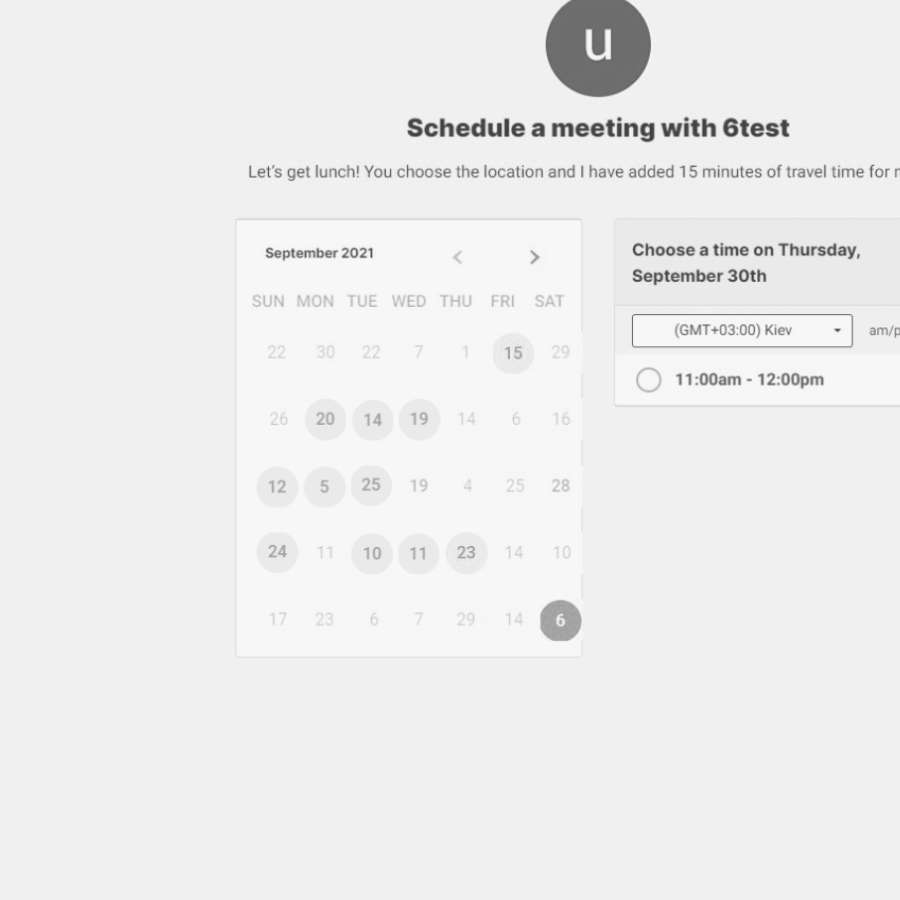 u
Schedule a meeting with 6test
Let's get lunch! You choose the location and I have added 15 minutes of travel time for
September 2021
SUN MON TUE WED THU FRI SAT
22 30 22 7 1 15 29
26 20 14 19 14 6 16
12 5 25 19 4 25 28
24 11 10 11 23 14 10
17 23 6 7 29 14 6
Choose a time on Thursday,
September 30th
(GMT+03:00) Kiev am/p
11:00am - 12:00pm